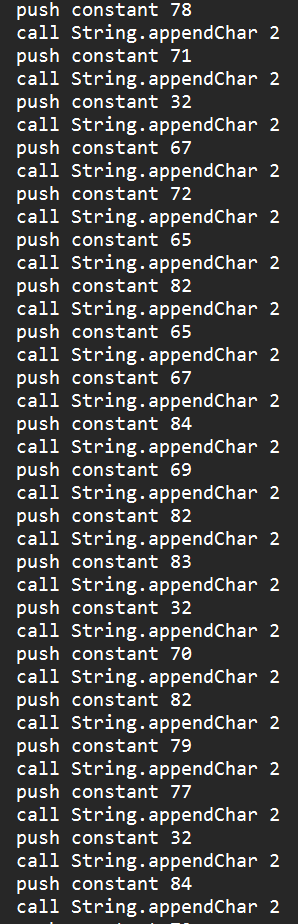 push constant 78
call String.appendChar 2
push constant 71
call String.appendChar 2
push constant 32
call String.appendChar 2
push constant 67
call String.appendChar 2
push constant 72
call String.appendChar 2
push constant 65
call String.appendChar 2
push constant 82
call String.appendChar 2
push constant 65
call String.appendChar 2
push constant 67
call String.appendChar 2
push constant 84
call String.appendChar 2
push constant 69
call String.appendChar 2
push constant 82
call String.appendChar 2
push constant 83
call String.appendChar 2
push constant 32
call String.appendChar 2
push constant 70
call String.appendChar 2
push constant 82
call String.appendChar 2
push constant 79
call String.appendChar 2
push constant 77
call String.appendChar 2
push constant 32
call String.appendChar 2
push constant 84
call String.appendChar 2